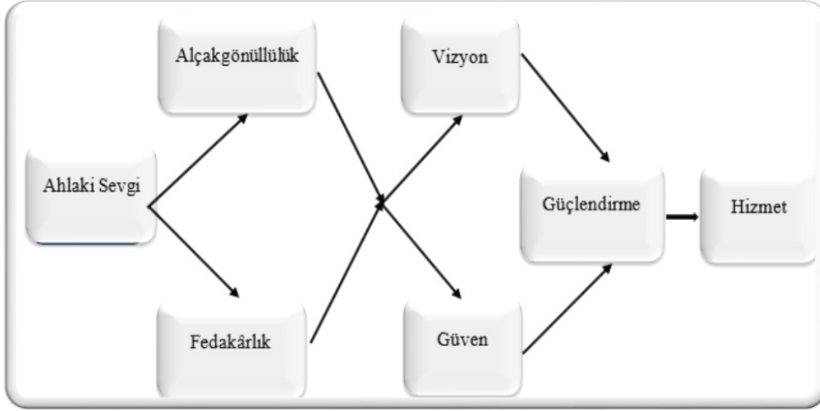 Alçakgönüllülük
Vizyon
Ahlaki Sevgi
Güçlendirme
Hizmet
Fedakârlık
Güven